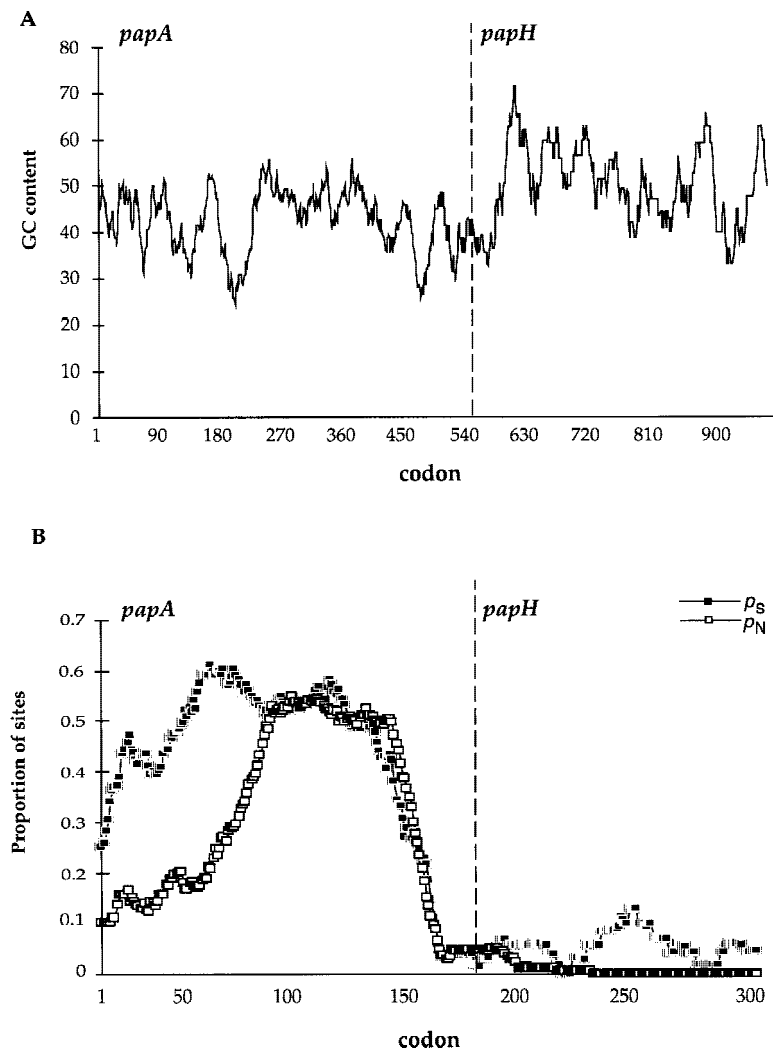 A
papA
papH
80
70
60
50
40
30
20
10
0
GC content
1 90 180 270 360 450 540 630 720 810 900
codon
B
papA
papH
pS
pN
0.7
0.6
0.5
0.4
0.3
0.2
0.1
0
Proportion of sites
1 50 100 150 200 250 300
codon